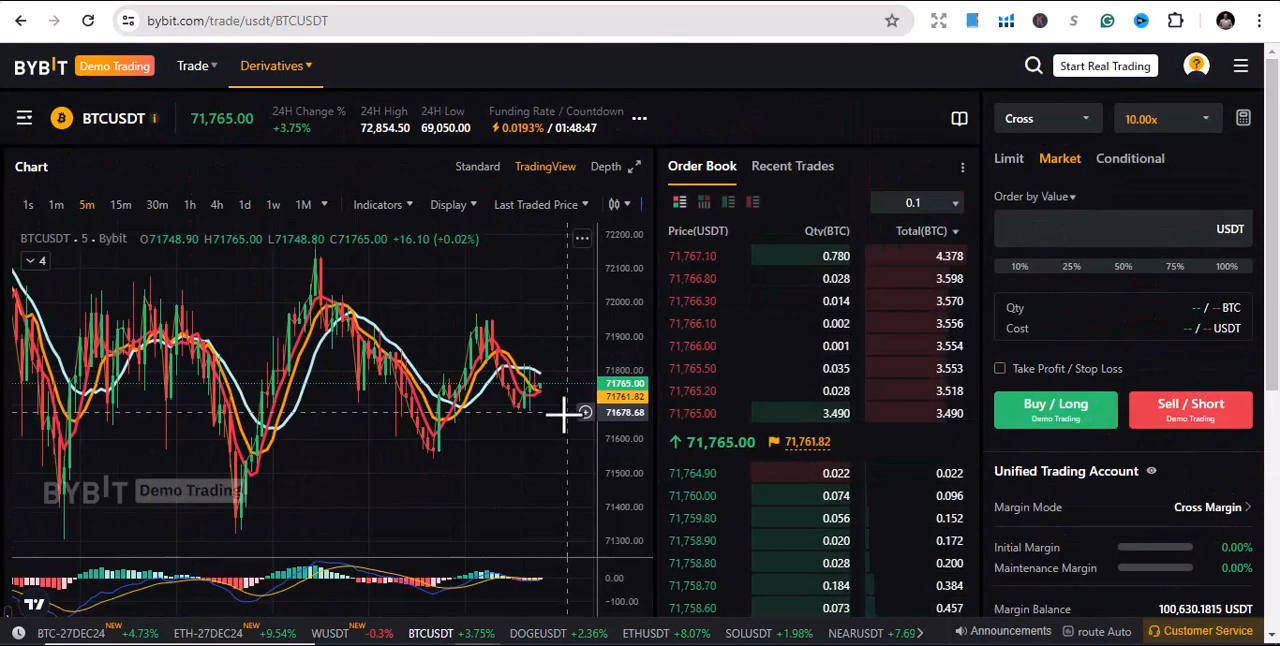 bybit.com/trade/usdt/BTCUSDT
BYBIT Demo Trading Trade Derivatives Start Real Trading
BTCUSDT 71,765.00 24H Change % +3.75% 24H High 72,854.50 24H Low 69,050.00 Funding Rate / Countdown 0.0193% / 01:48:47
Chart Standard TradingView Depth
1s 1m 5m 15m 30m 1h 4h 1d 1w 1M Indicators Display Last Traded Price
BTCUSDT . 5 . Bybit O71748.90 H71765.00 L71748.80 C71765.00 +16.10 (+0.02%)
4
72200.00
72100.00
72000.00
71900.00
71800.00
71765.00
71761.82
71678.68
71600.00
71500.00
71400.00
71300.00
0.00
-100.00
BYBIT Demo Trading
Order Book Recent Trades
0.1
Price(USDT) Qty(BTC) Total(BTC)
71,767.10 0.780 4.378
71,766.80 0.028 3.598
71,766.30 0.014 3.570
71,766.10 0.002 3.556
71,766.00 0.001 3.554
71,765.50 0.035 3.553
71,765.20 0.028 3.518
71,765.00 3.490 3.490
71,765.00 71,761.82
71,764.90 0.022 0.022
71,760.00 0.074 0.096
71,759.80 0.056 0.152
71,758.90 0.020 0.172
71,758.80 0.028 0.200
71,758.70 0.184 0.384
71,758.60 0.073 0.457
Cross 10.00x
Limit Market Conditional
Order by Value
USDT
10% 25% 50% 75% 100%
Qty -- / -- BTC
Cost -- / -- USDT
Take Profit / Stop Loss
Buy / Long
Demo Trading
Sell / Short
Demo Trading
Unified Trading Account
Margin Mode Cross Margin
Initial Margin 0.00%
Maintenance Margin 0.00%
Margin Balance 100,630.1815 USDT
BTC-27DEC24 NEW +4.73% ETH-27DEC24 NEW +9.54% WUSDT NEW -0.3% BTCUSDT +3.75% DOGEUSDT +2.36% ETHUSDT +8.07% SOLUSDT +1.98% NEARUSDT +7.69 Announcements route Auto Customer Service